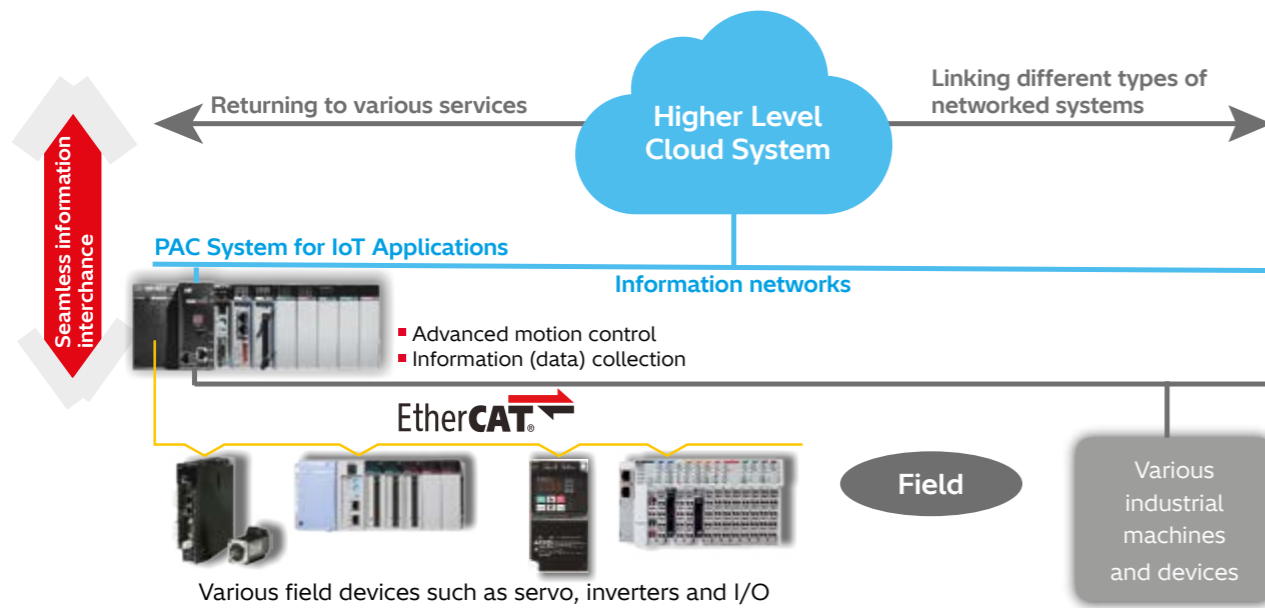 Returning to various services
Linking different types of
networked systems
Higher Level
Cloud System
Seamless information
interchance
PAC System for IoT Applications
Information networks
Advanced motion control
Information (data) collection
EtherCAT®
Field
Various
industrial
machines
and devices
Various field devices such as servo, inverters and I/O